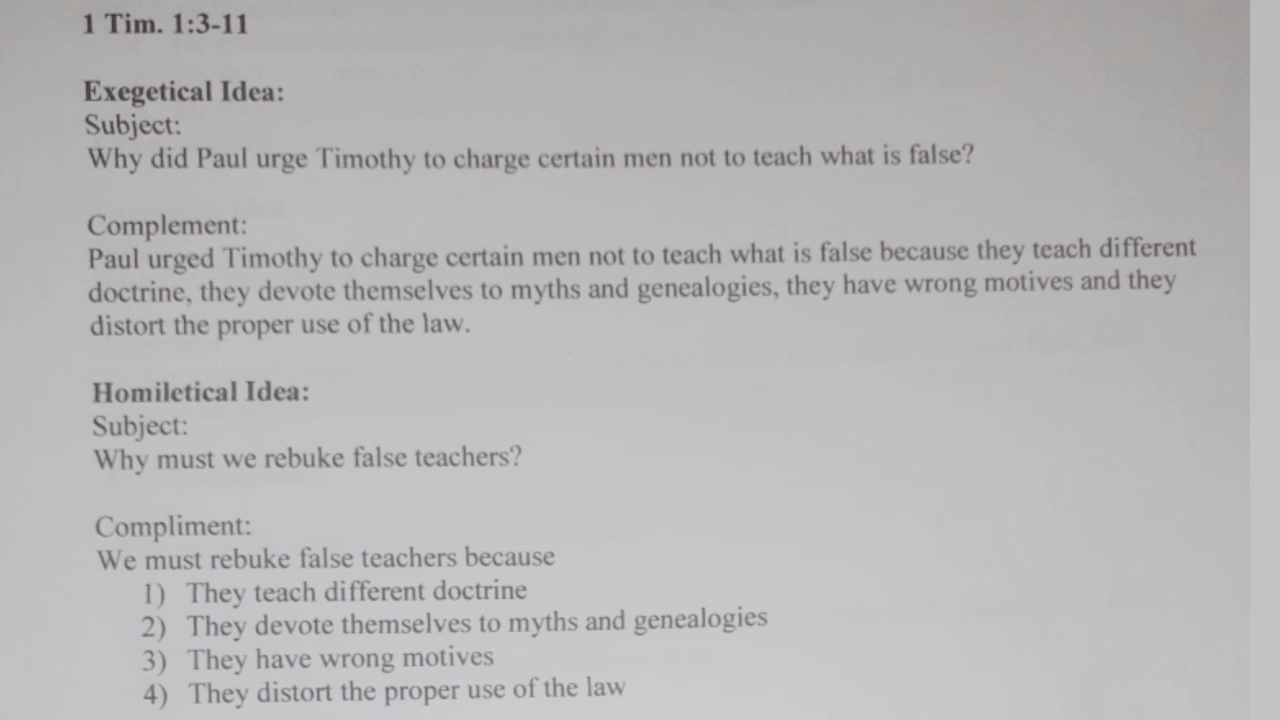 1 Tim. 1:3-11
Exegetical Idea:
Subject:
Why did Paul urge Timothy to charge certain men not to teach what is false?
Complement:
Paul urged Timothy to charge certain men not to teach what is false because they teach different
doctrine, they devote themselves to myths and genealogies, they have wrong motives and they
distort the proper use of the law.
Homiletical Idea:
Subject:
Why must we rebuke false teachers?
Compliment:
We must rebuke false teachers because
1) They teach different doctrine
2) They devote themselves to myths and genealogies
3) They have wrong motives
4) They distort the proper use of the law